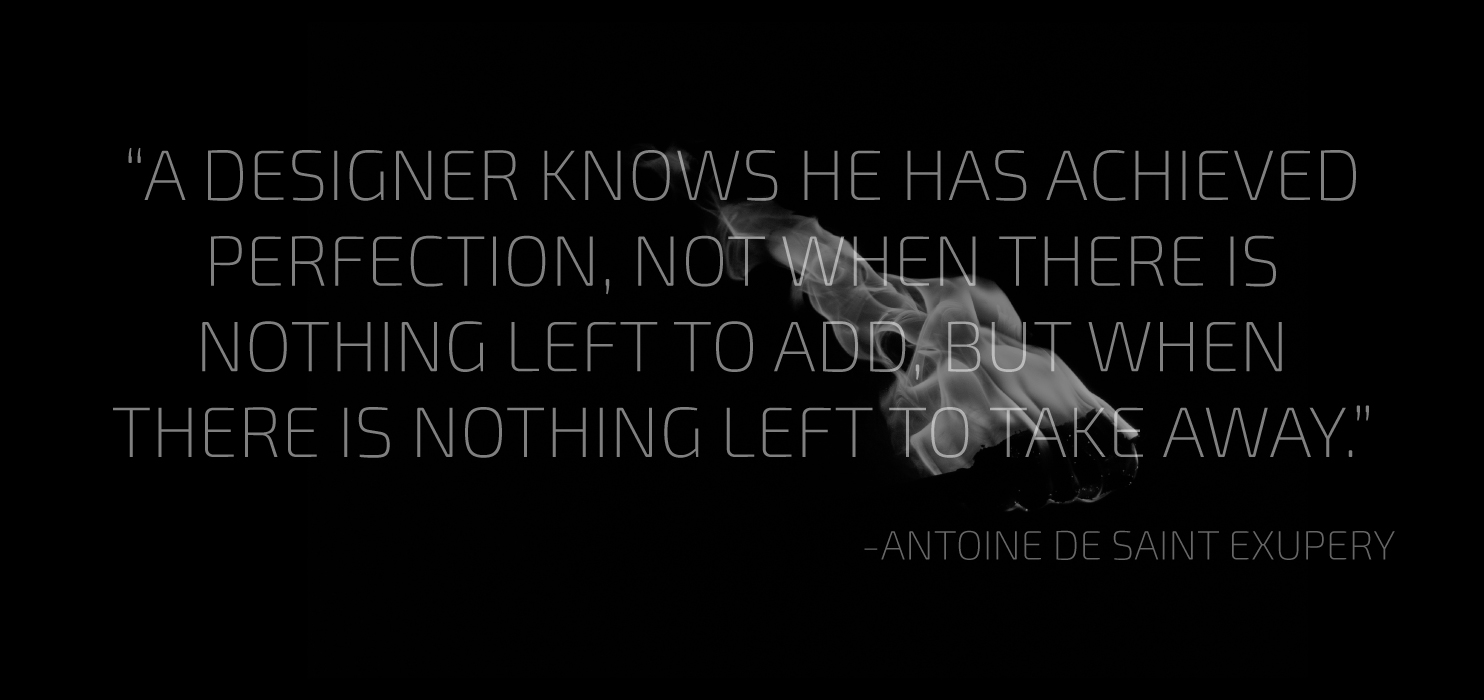 “A DESIGNER KNOWS HE HAS ACHIEVED
PERFECTION, NOT WHEN THERE IS
NOTHING LEFT TO ADD, BUT WHEN
THERE IS NOTHING LEFT TO TAKE AWAY.”
–ANTOINE DE SAINT EXUPERY